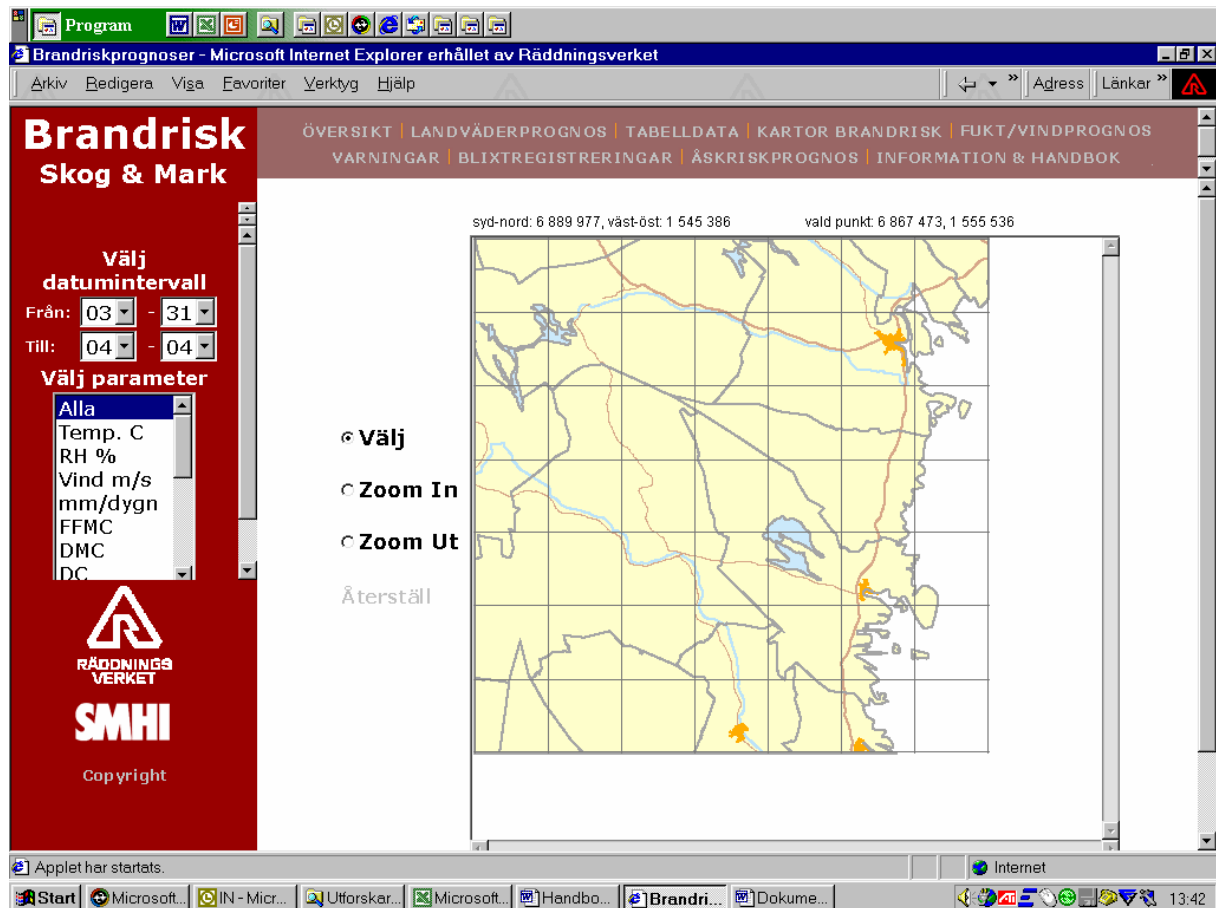 Program
Brandriskprognoser - Microsoft Internet Explorer erhållet av Räddningsverket
Arkiv Redigera Visa Favoriter Verktyg Hjälp » Adress Länkar »
Brandrisk
Skog & Mark
ÖVERSIKT | LANDVÄDERPROGNOS | TABELLDATA | KARTOR BRANDRISK | FUKT/VINDPROGNOS
VARNINGAR | BLIXTREGISTRERINGAR | ÅSKRISKPROGNOS | INFORMATION & HANDBOK
syd-nord: 6 889 977, väst-öst: 1 545 386 vald punkt: 6 867 473, 1 555 536
Välj
datumintervall
Från: 03 - 31
Till: 04 - 04
Välj parameter
Alla
Temp. C
RH %
Vind m/s
mm/dygn
FFMC
DMC
DC
Välj
Zoom In
Zoom Ut
Återställ
RÄDDNINGS
VERKET
SMHI
Copyright
Applet har startats. Internet
Start Microsoft... IN - Micr... Utforskar... Microsoft... Handbo... Brandri... Dokume... 13:42